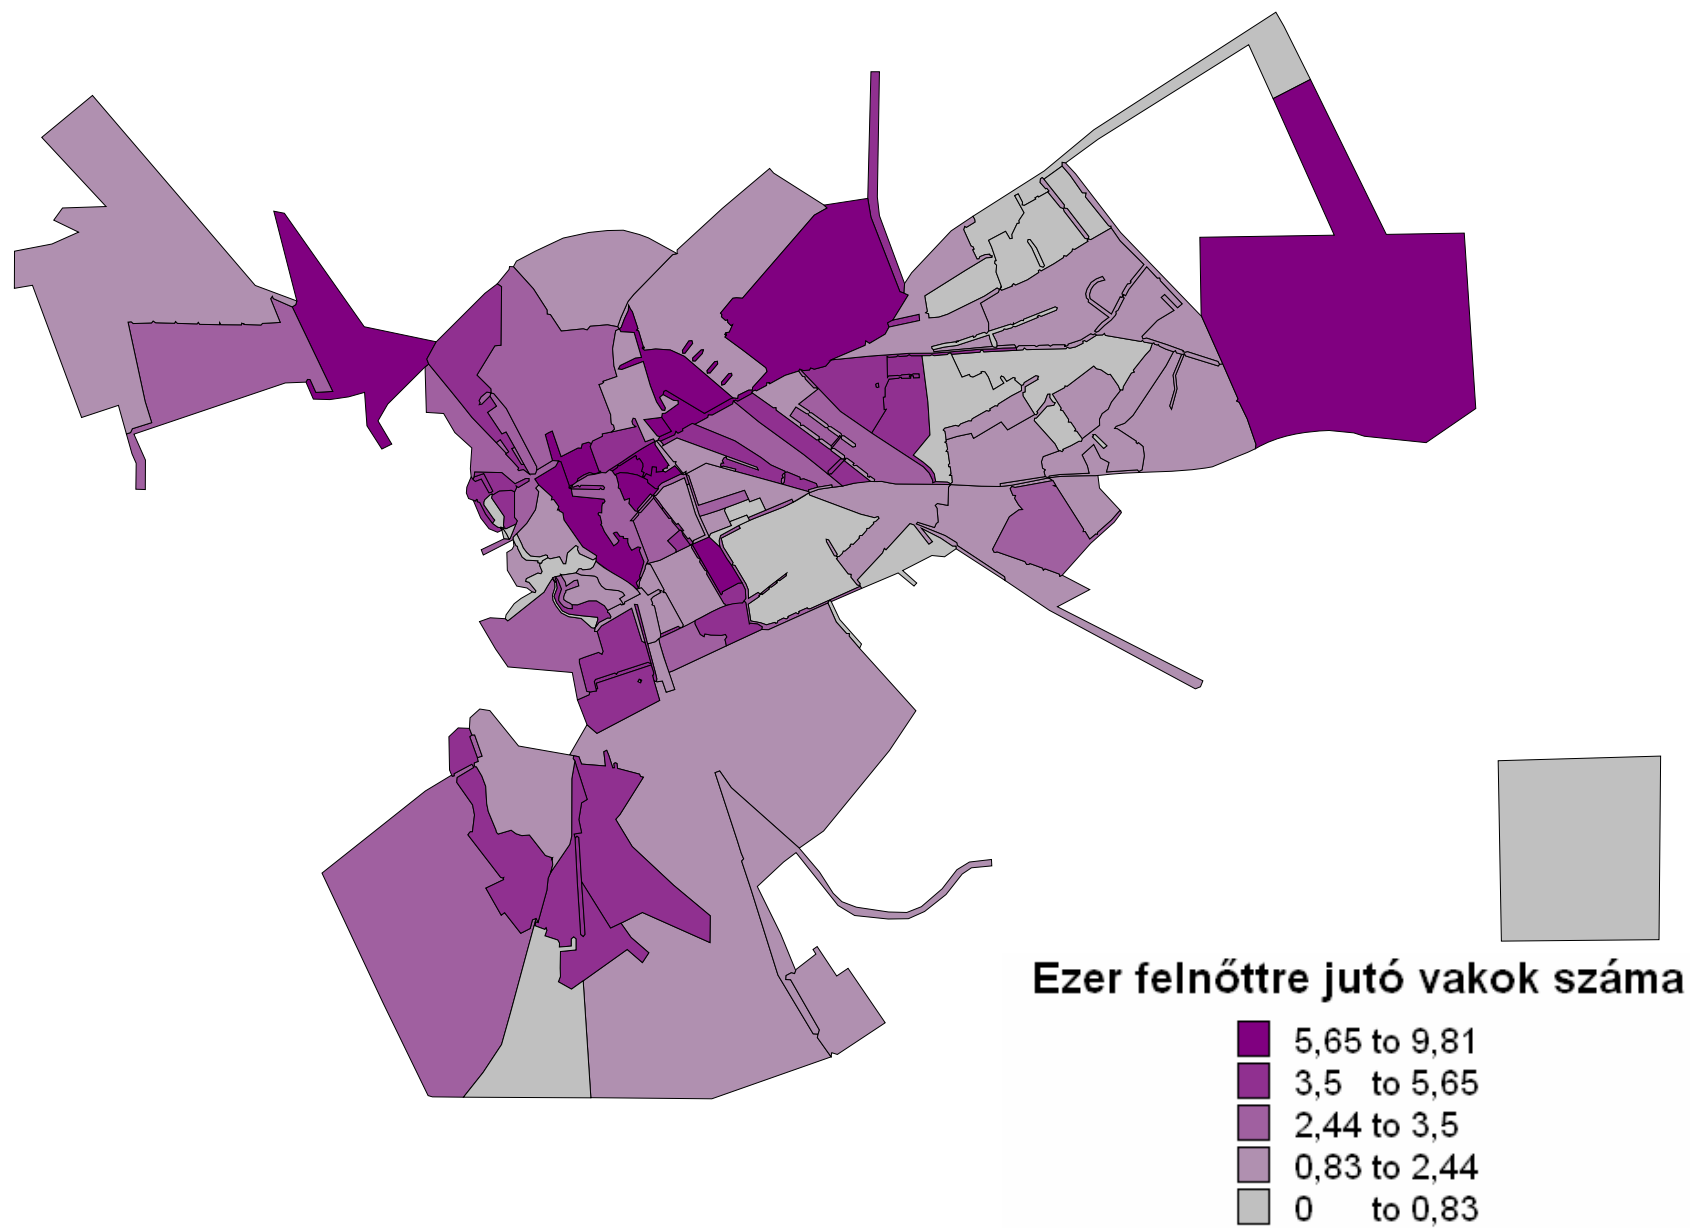 Ezer felnőttre jutó vakok száma
5,65 to 9,81
3,5 to 5,65
2,44 to 3,5
0,83 to 2,44
0 to 0,83